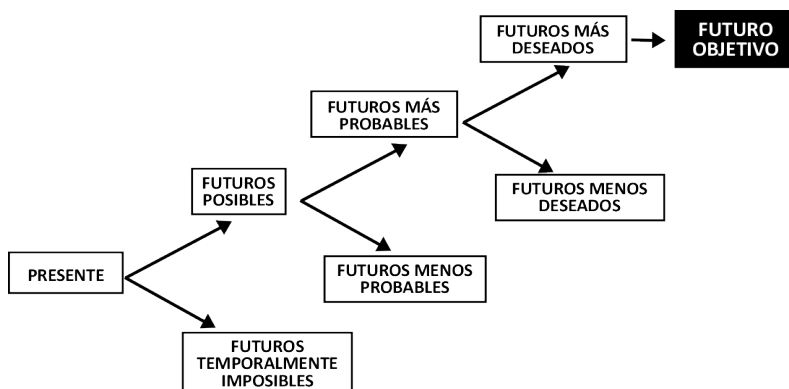 FUTUROS MÁS
DESEADOS
FUTURO
OBJETIVO
FUTUROS MÁS
PROBABLES
FUTUROS
POSIBLES
FUTUROS MENOS
DESEADOS
PRESENTE
FUTUROS MENOS
PROBABLES
FUTUROS
TEMPORALMENTE
IMPOSIBLES